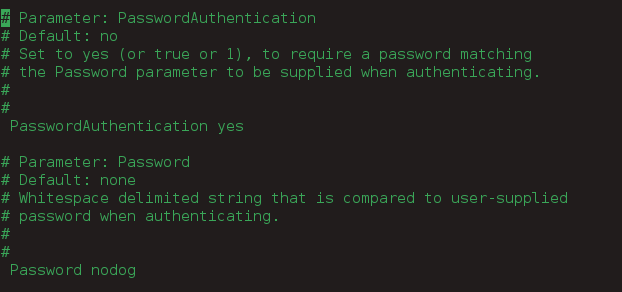 # Parameter: PasswordAuthentication
# Default: no
# Set to yes (or true or 1), to require a password matching
# the Password parameter to be supplied when authenticating.
#
#
PasswordAuthentication yes
# Parameter: Password
# Default: none
# Whitespace delimited string that is compared to user-supplied
# password when authenticating.
#
#
Password nodog